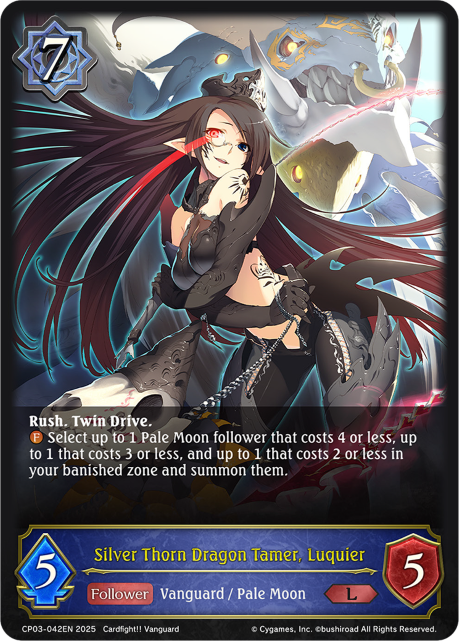 7
Rush. Twin Drive.
F Select up to 1 Pale Moon follower that costs 4 or less, up
to 1 that costs 3 or less, and up to 1 that costs 2 or less in
your banished zone and summon them.
Silver Thorn Dragon Tamer, Luquier
5
5
Follower Vanguard / Pale Moon L
CP03-042EN 2025 Cardfight!! Vanguard © Cygames, Inc. ©bushiroad All Rights Reserved.